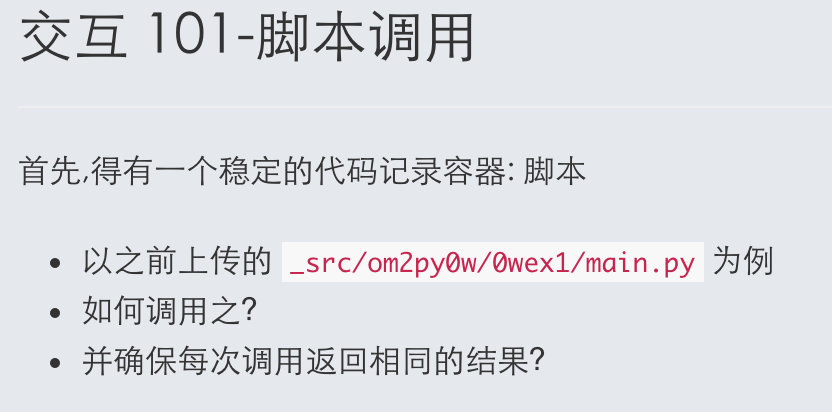 交互 101-脚本调用
首先,得有一个稳定的代码记录容器: 脚本
以之前上传的 _src/om2py0w/0wex1/main.py 为例
如何调用之?
并确保每次调用返回相同的结果?